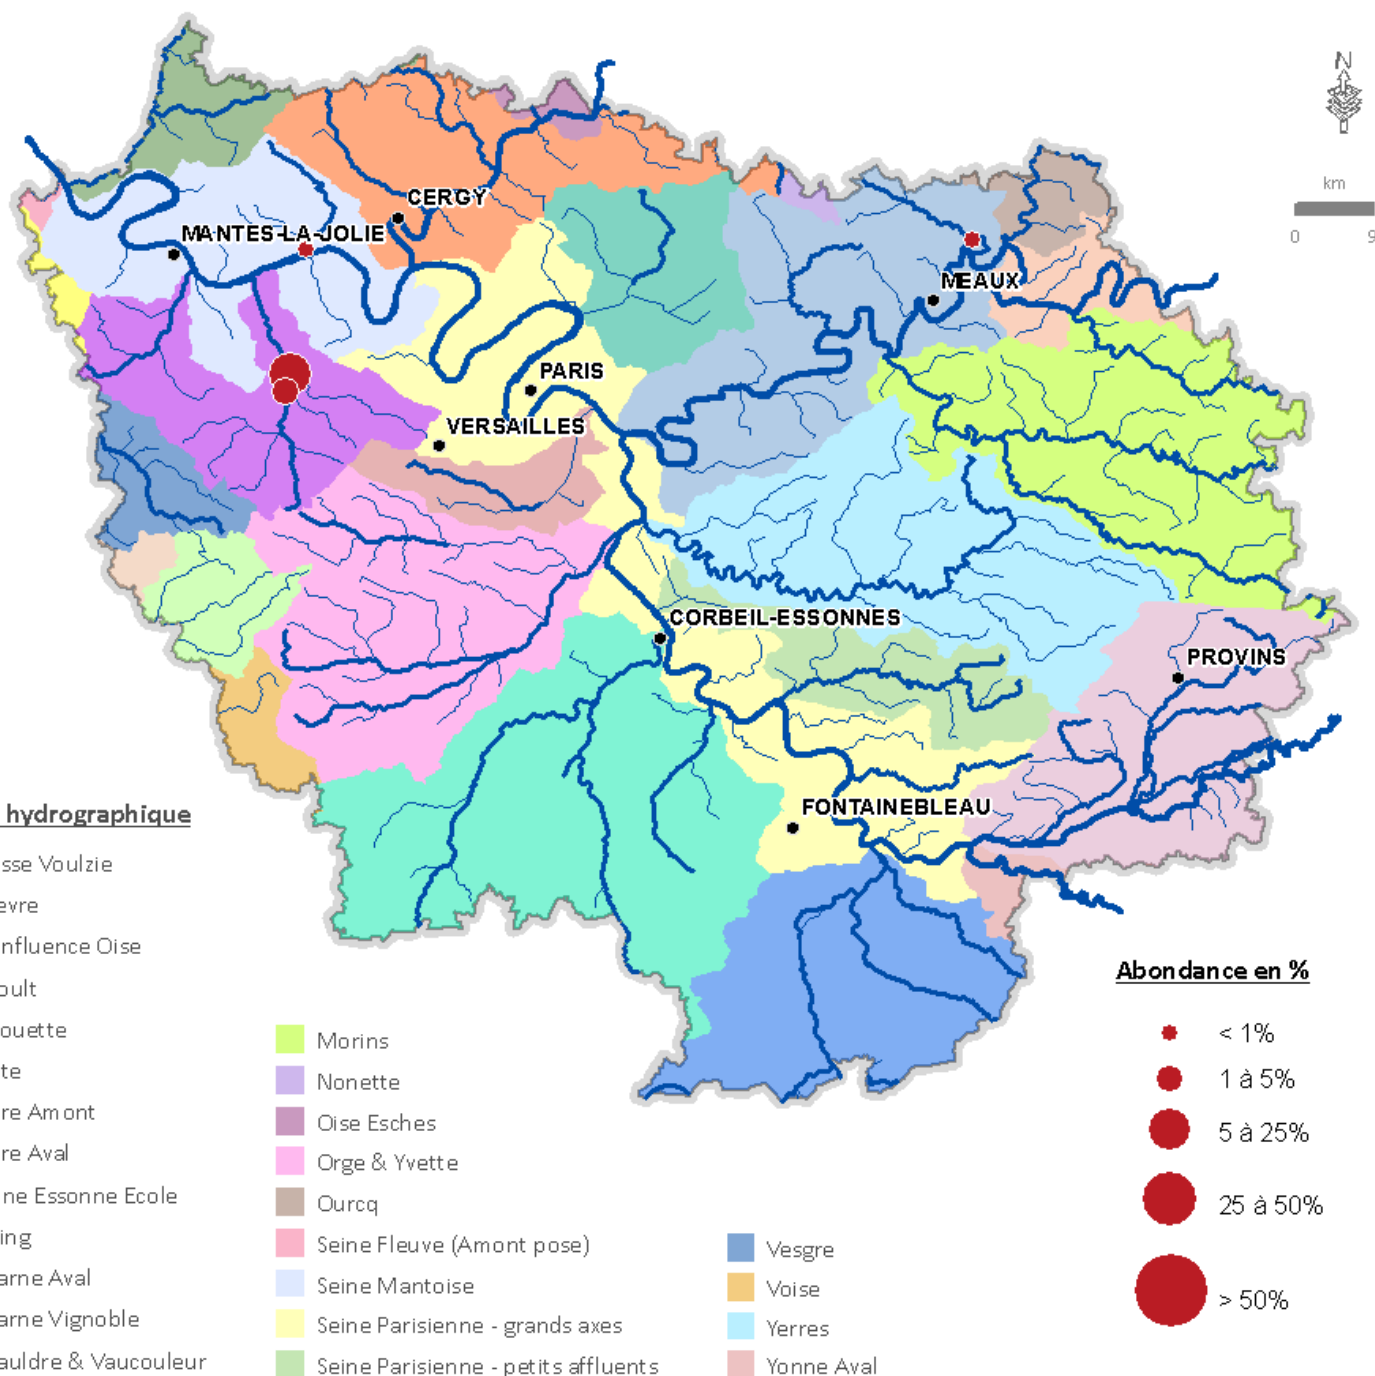 N
km
0 9
CERGY
MANTES-LA-JOLIE
MEAUX
PARIS
VERSAILLES
CORBEIL-ESSONNES
PROVINS
FONTAINEBLEAU
hydrographique
sse Voulzie
evre
nfluence Oise
oult
ouette
te
re Amont
re Aval
ne Essonne Ecole
ing
arne Aval
arne Vignoble
auldre & Vaucouleur
Morins
Nonette
Oise Esches
Orge & Yvette
Ourcq
Seine Fleuve (Amont pose)
Seine Mantoise
Seine Parisienne - grands axes
Seine Parisienne - petits affluents
Vesgre
Voise
Yerres
Yonne Aval
Abondance en %
< 1%
1 à 5%
5 à 25%
25 à 50%
> 50%